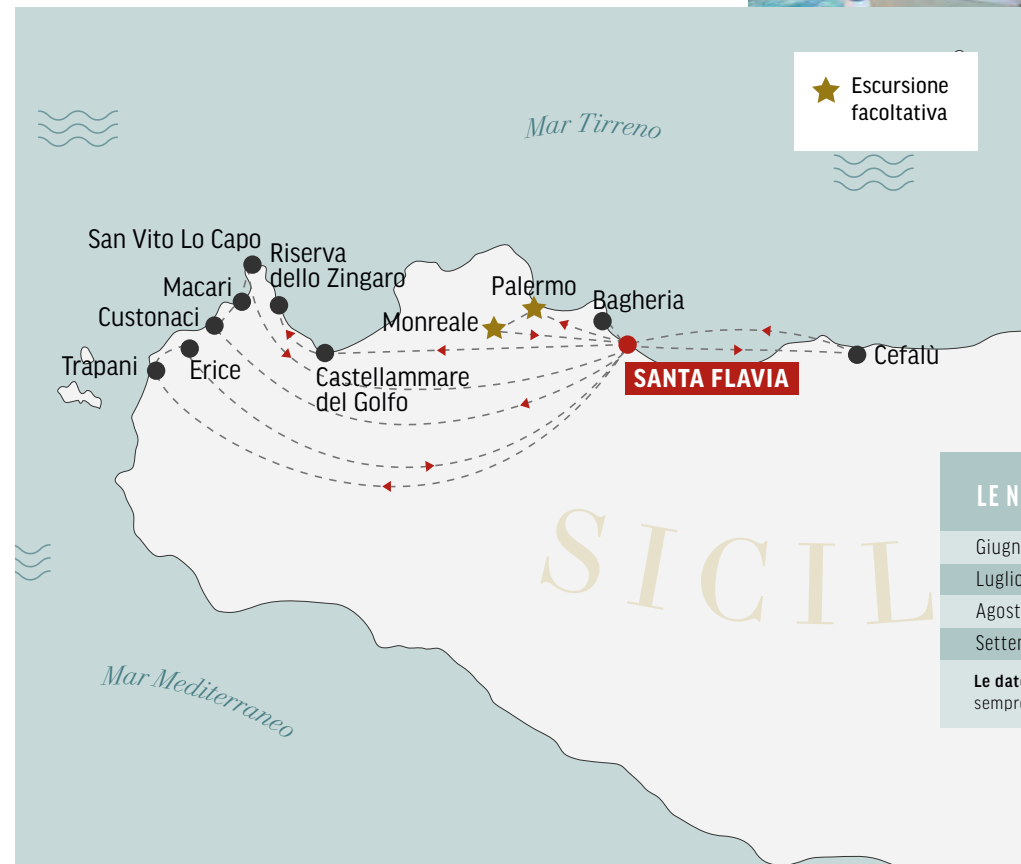 Escursione
facoltativa
Mar Tirreno
San Vito Lo Capo
Riserva
dello Zingaro
Macari
Palermo
Bagheria
Custonaci
Monreale
Trapani
Erice
Castellammare
del Golfo
SANTA FLAVIA
Cefalù
SICIL
LE N
Giugn
Luglio
Agost
Setter
Le date
sempre
Mar Mediterraneo